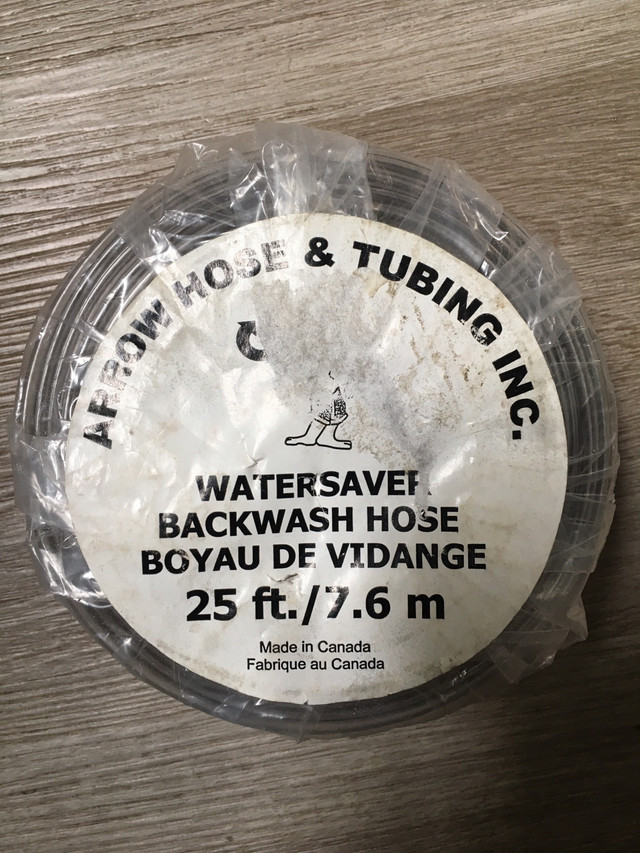 ARROW HOSE & TUBING INC.
WATERSAVER
BACKWASH HOSE
BOYAU DE VIDANGE
25 ft./7.6 m
Made in Canada
Fabrique au Canada